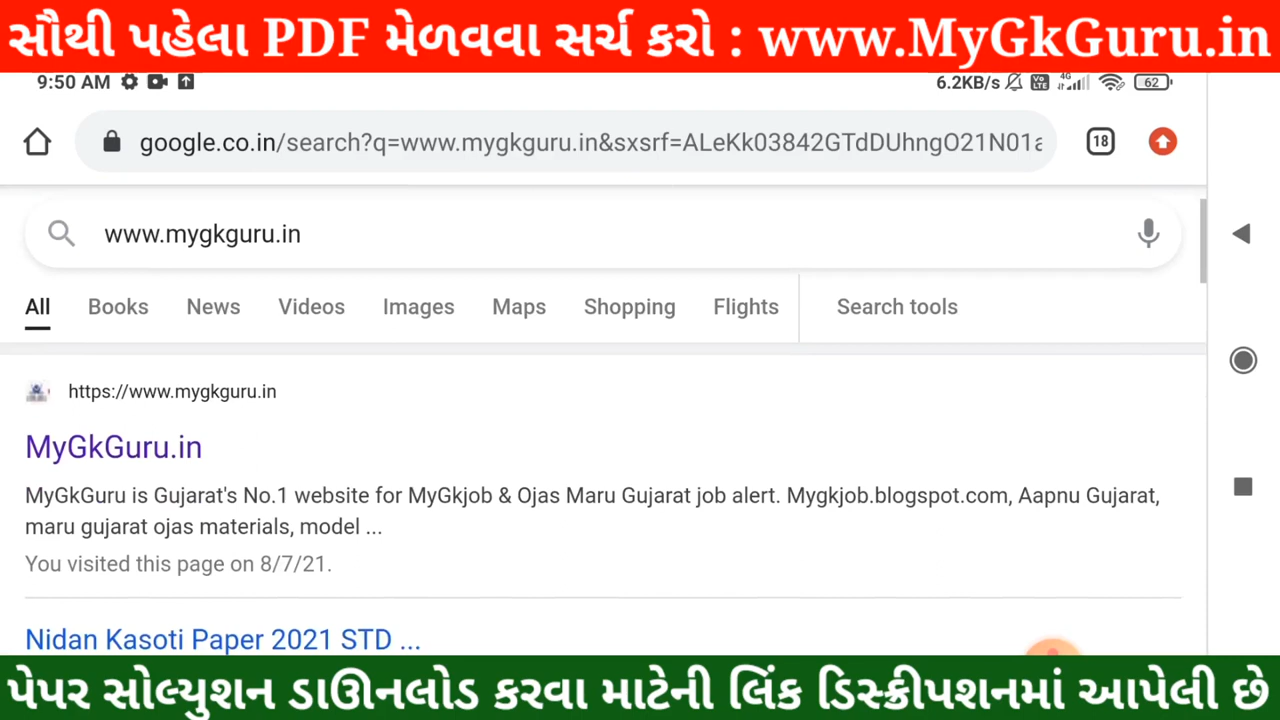 સૌથી પહેલા PDF મેળવવા સર્ચ કરો : www.MyGkGuru.in
9:50 AM 6.2KB/s Vo LTE 4G 62
google.co.in/search?q=www.mygkguru.in&sxsrf=ALeKk03842GTdDUhngO21N01a 18
www.mygkguru.in
All Books News Videos Images Maps Shopping Flights Search tools
https://www.mygkguru.in
MyGkGuru.in
MyGkGuru is Gujarat's No.1 website for MyGkjob & Ojas Maru Gujarat job alert. Mygkjob.blogspot.com, Aapnu Gujarat,
maru gujarat ojas materials, model ...
You visited this page on 8/7/21.
Nidan Kasoti Paper 2021 STD ...
પેપર સોલ્યુશન ડાઊનલોડ કરવા માટેની લિંક ડિસ્ક્રીપશનમાં આપેલી છે